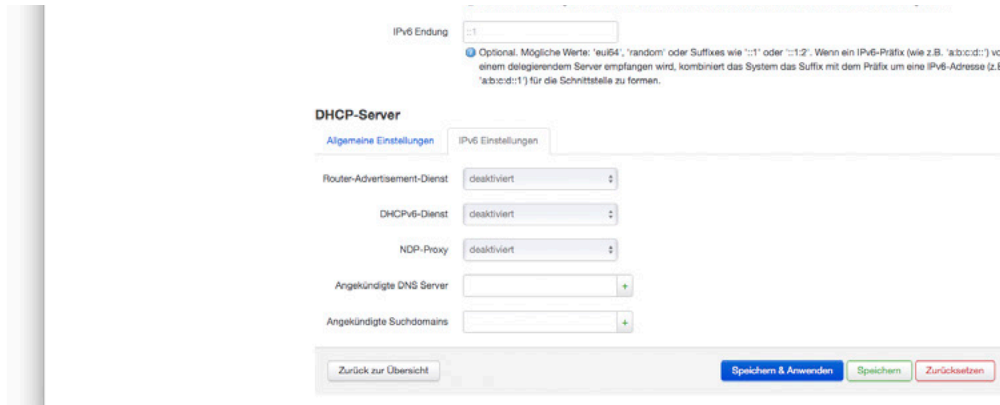 IPv6 Endung
::1
Optional. Mögliche Werte: 'eui64', 'random' oder Suffixes wie '::1' oder '::1:2'. Wenn ein IPv6-Präfix (wie z.B. 'a:b:c:d::')
einem delegierendem Server empfangen wird, kombiniert das System das Suffix mit dem Präfix um eine IPv6-Adresse
'a:b:c:d::1') für die Schnittstelle zu formen.
DHCP-Server
Allgemeine Einstellungen IPv6 Einstellungen
Router-Advertisement-Dienst deaktiviert
DHCPv6-Dienst deaktiviert
NDP-Proxy deaktiviert
Angekündigte DNS Server +
Angekündigte Suchdomains +
Zurück zur Übersicht Speichern & Anwenden Speichern Zurücksetzen